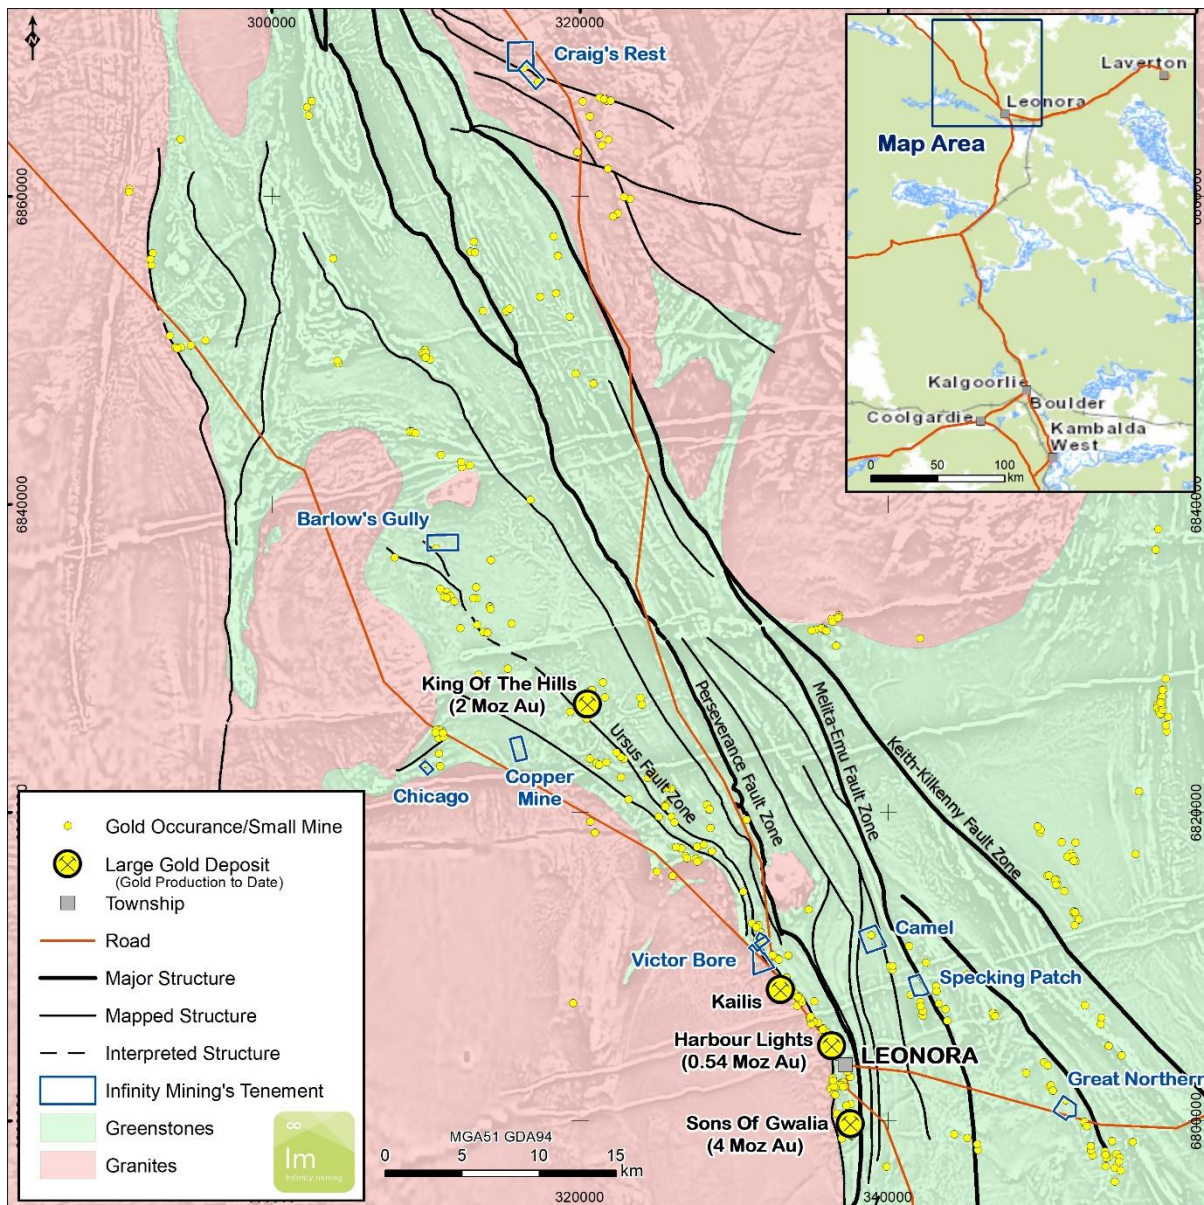 300000
320000
N
Craig's Rest
Laverton
Leonora
Map Area
6860000
Kalgoorlie
Boulder
Coolgardie
Kambalda
West
0 50 100
km
6840000
6840000
Barlow's Gully
King Of The Hills
(2 Moz Au)
Ursus Fault Zone
Perseverance Fault Zone
Melita-Emu Fault Zone
Keith-Kilkenny Fault Zone
Copper
Mine
Chicago
6820000
Camel
Victor Bore
Specking Patch
Kailis
Harbour Lights
(0.54 Moz Au)
LEONORA
Great Northern
Sons Of Gwalia
(4 Moz Au)
6800000
Gold Occurance/Small Mine
Large Gold Deposit
(Gold Production to Date)
Township
Road
Major Structure
Mapped Structure
Interpreted Structure
Infinity Mining's Tenement
Greenstones
Granites
∞
Im
Infinity mining
MGA51 GDA94
0 5 10 15
km
320000
340000